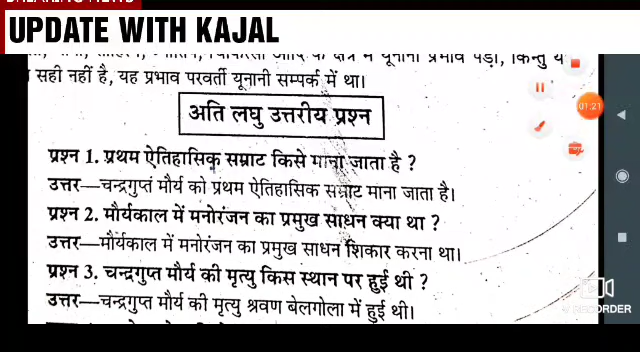 BREAKING NEWS
UPDATE WITH KAJAL
सही नहीं है, यह प्रभाव परवर्ती यूनानी सम्पर्क में था।
अति लघु उत्तरीय प्रश्न
प्रश्न 1. प्रथम ऐतिहासिक सम्राट किसे माना जाता है ?
उत्तर—चन्द्रगुप्त मौर्य को प्रथम ऐतिहासिक सम्राट माना जाता है।
प्रश्न 2. मौर्यकाल में मनोरंजन का प्रमुख साधन क्या था ?
उत्तर—मौर्यकाल में मनोरंजन का प्रमुख साधन शिकार करना था।
प्रश्न 3. चन्द्रगुप्त मौर्य की मृत्यु किस स्थान पर हुई थी ?
उत्तर—चन्द्रगुप्त मौर्य की मृत्यु श्रवण बेलगोला में हुई थी।
01:21
RECORDER